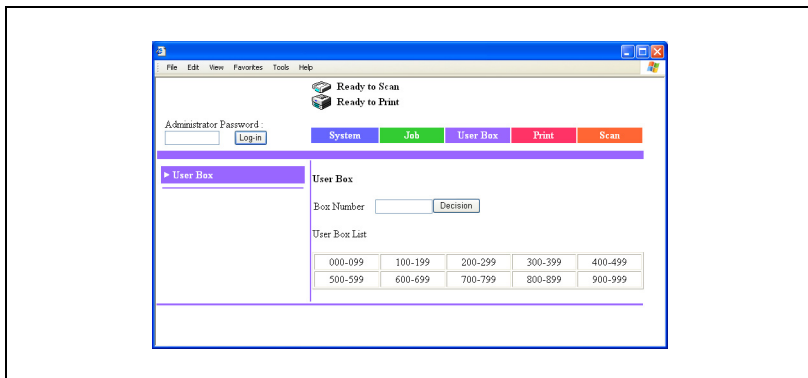 File Edit View Favorites Tools Help
Ready to Scan
Ready to Print
Administrator Password :
Log-in
System Job User Box Print Scan
User Box
User Box
Box Number Decision
User Box List
000-099 100-199 200-299 300-399 400-499
500-599 600-699 700-799 800-899 900-999